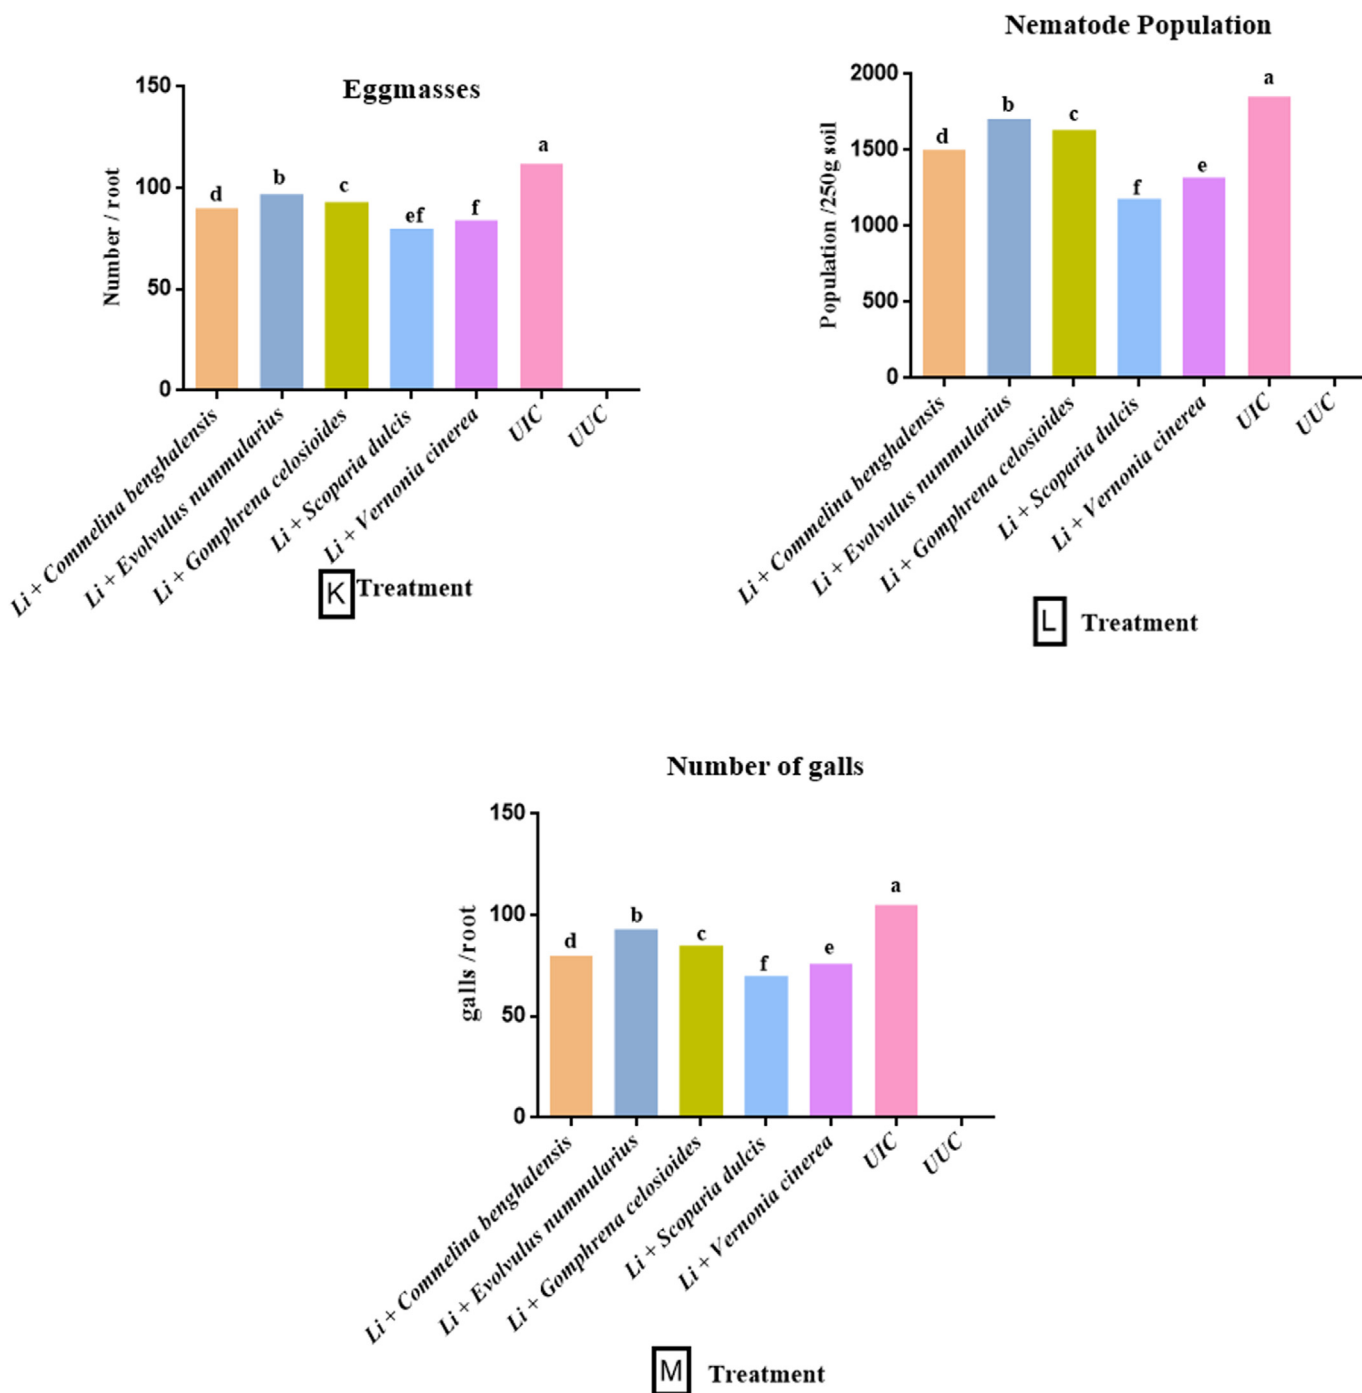 Eggmasses
Number / root
150
100
50
0
d
b
c
ef
f
a
Li + Commelina benghalensis
Li + Evolvulus nummularius
Li + Gomphrena celosioides
Li + Scoparia dulcis
Li + Vernonia cinerea
UIC
UUC
K Treatment
Nematode Population
Population /250g soil
2000
1500
1000
500
0
d
b
c
f
e
a
Li + Commelina benghalensis
Li + Evolvulus nummularius
Li + Gomphrena celosioides
Li + Scoparia dulcis
Li + Vernonia cinerea
UIC
UUC
L Treatment
Number of galls
galls /root
150
100
50
0
d
b
c
f
e
a
Li + Commelina benghalensis
Li + Evolvulus nummularius
Li + Gomphrena celosioides
Li + Scoparia dulcis
Li + Vernonia cinerea
UIC
UUC
M Treatment